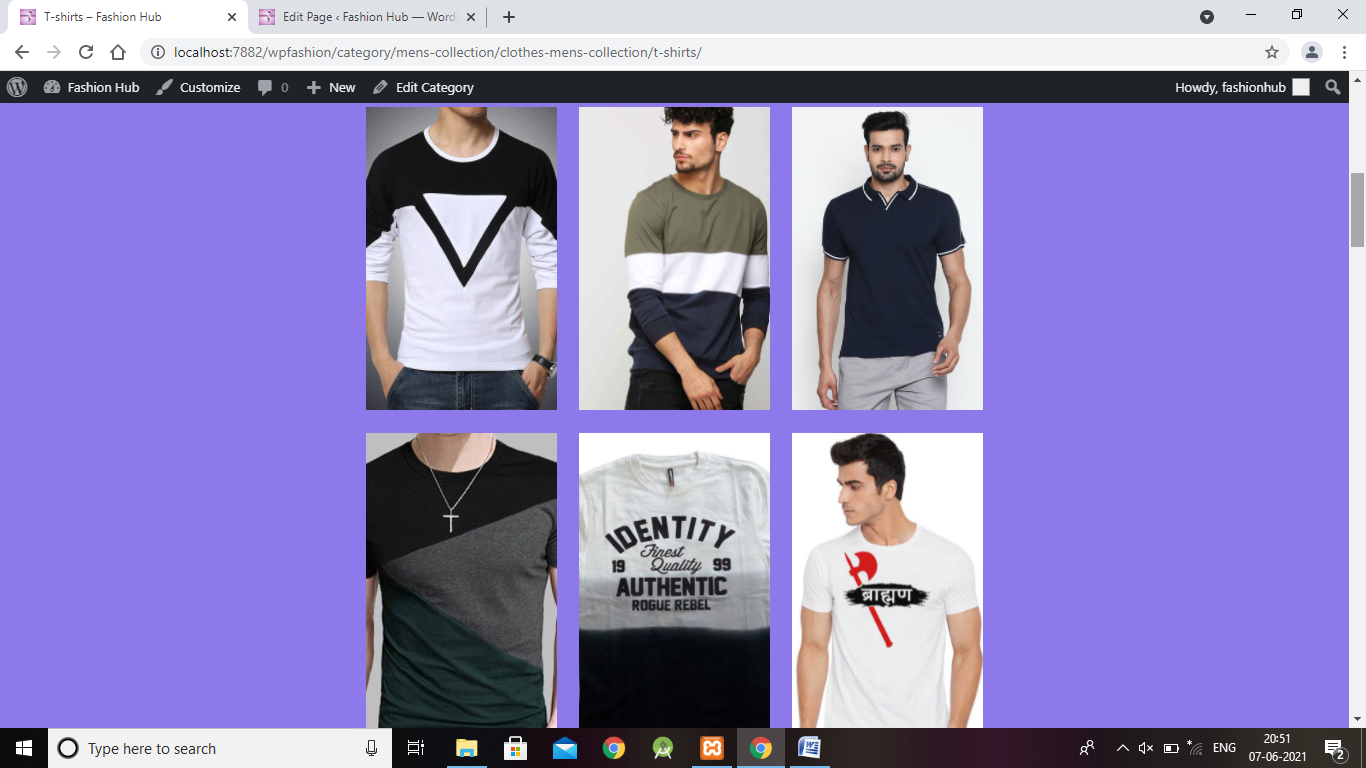 T-shirts – Fashion Hub
Edit Page ‹ Fashion Hub — Word
localhost:7882/wpfashion/category/mens-collection/clothes-mens-collection/t-shirts/
Fashion Hub
Customize
0
New
Edit Category
Howdy, fashionhub
IDENTITY
Finest
19 Quality 99
AUTHENTIC
ROGUE REBEL
ब्राह्मण
Type here to search
ENG
20:51
07-06-2021
2